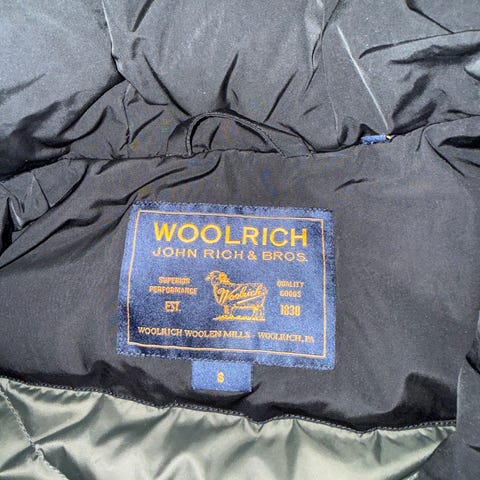 WOOLRICH
JOHN RICH & BROS.
SUPERIOR
PERFORMANCE
EST.
Woolrich
QUALITY
GOODS
1830
WOOLRICH WOOLEN MILLS - WOOLRICH, PA
S